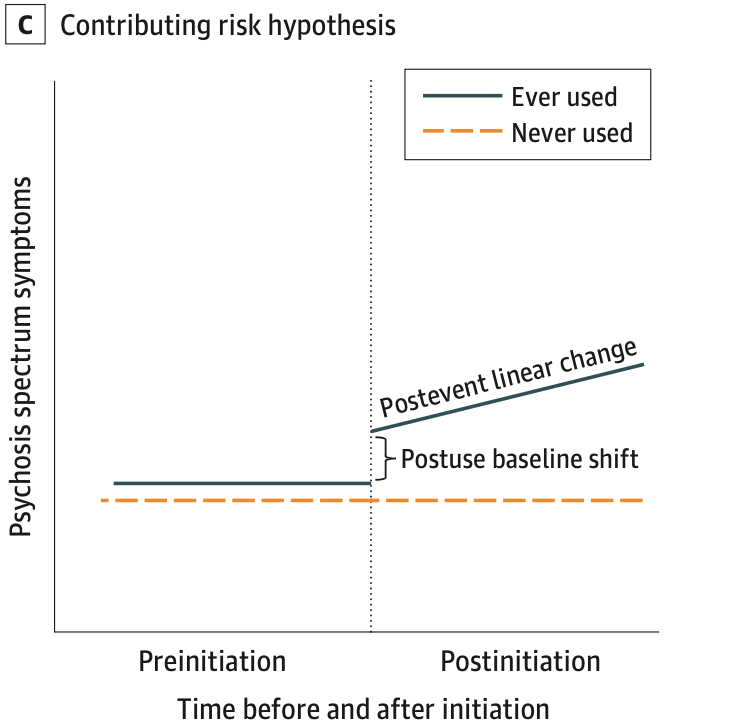 C Contributing risk hypothesis
Ever used
Never used
Psychosis spectrum symptoms
Postevent linear change
Postuse baseline shift
Preinitiation
Postinitiation
Time before and after initiation